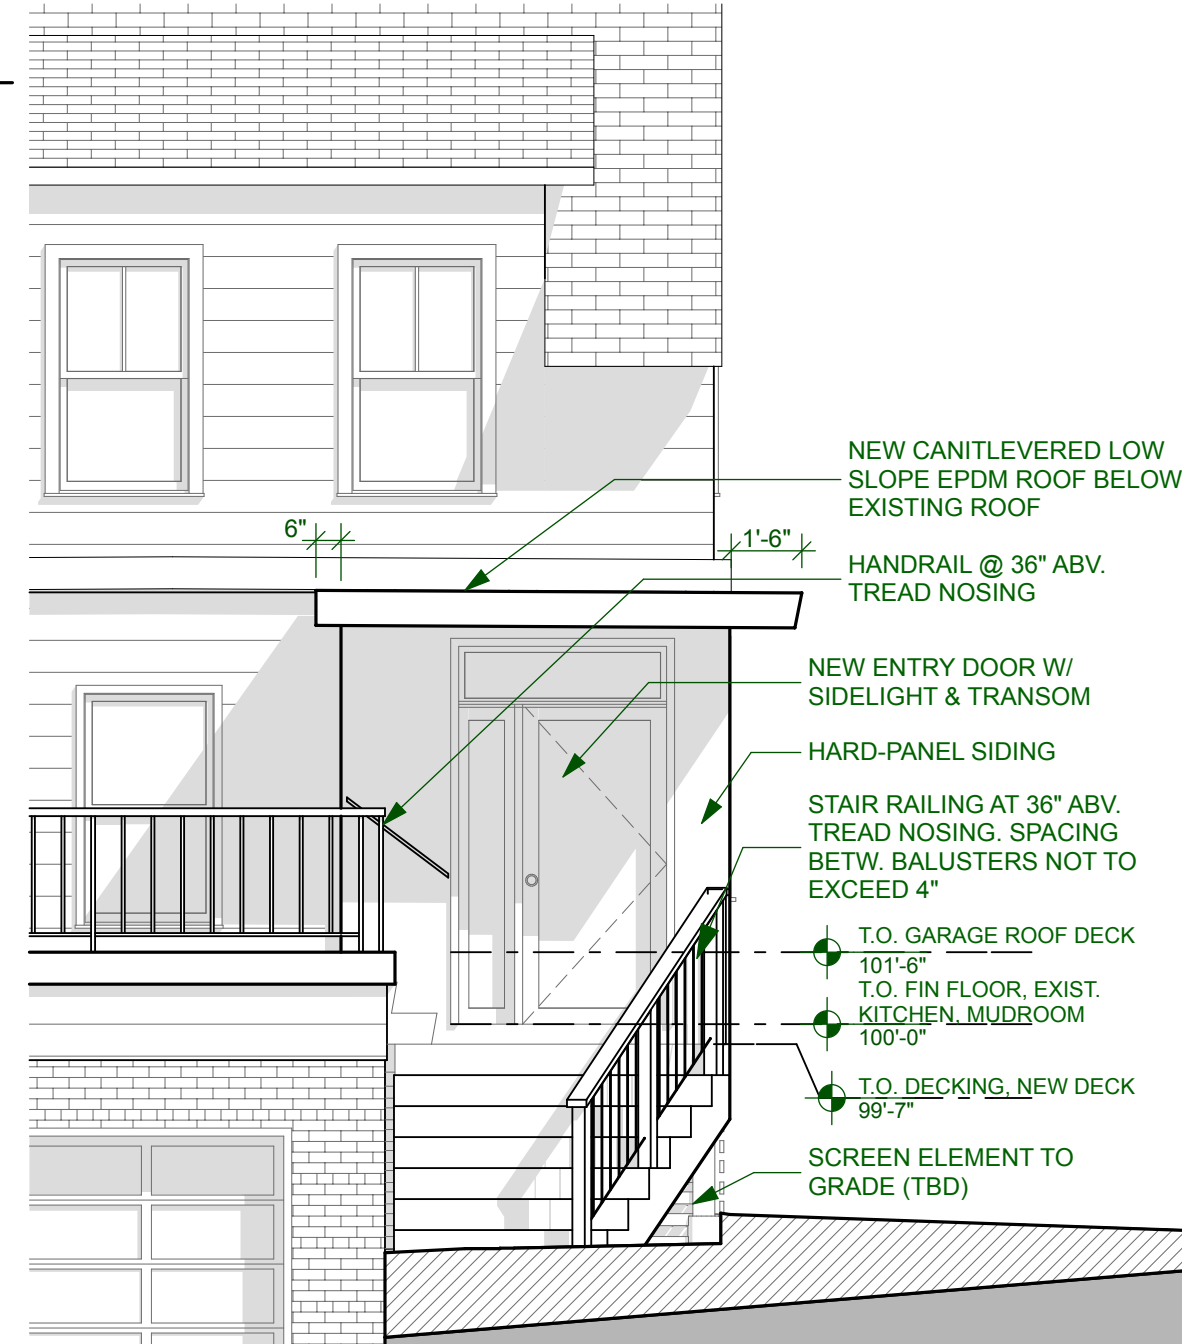 NEW CANITLEVERED LOW
SLOPE EPDM ROOF BELOW
EXISTING ROOF
6"
1'-6"
HANDRAIL @ 36" ABV.
TREAD NOSING
NEW ENTRY DOOR W/
SIDELIGHT & TRANSOM
HARD-PANEL SIDING
STAIR RAILING AT 36" ABV.
TREAD NOSING. SPACING
BETW. BALUSTERS NOT TO
EXCEED 4"
T.O. GARAGE ROOF DECK
101'-6"
T.O. FIN FLOOR, EXIST.
KITCHEN, MUDROOM
100'-0"
T.O. DECKING, NEW DECK
99'-7"
SCREEN ELEMENT TO
GRADE (TBD)